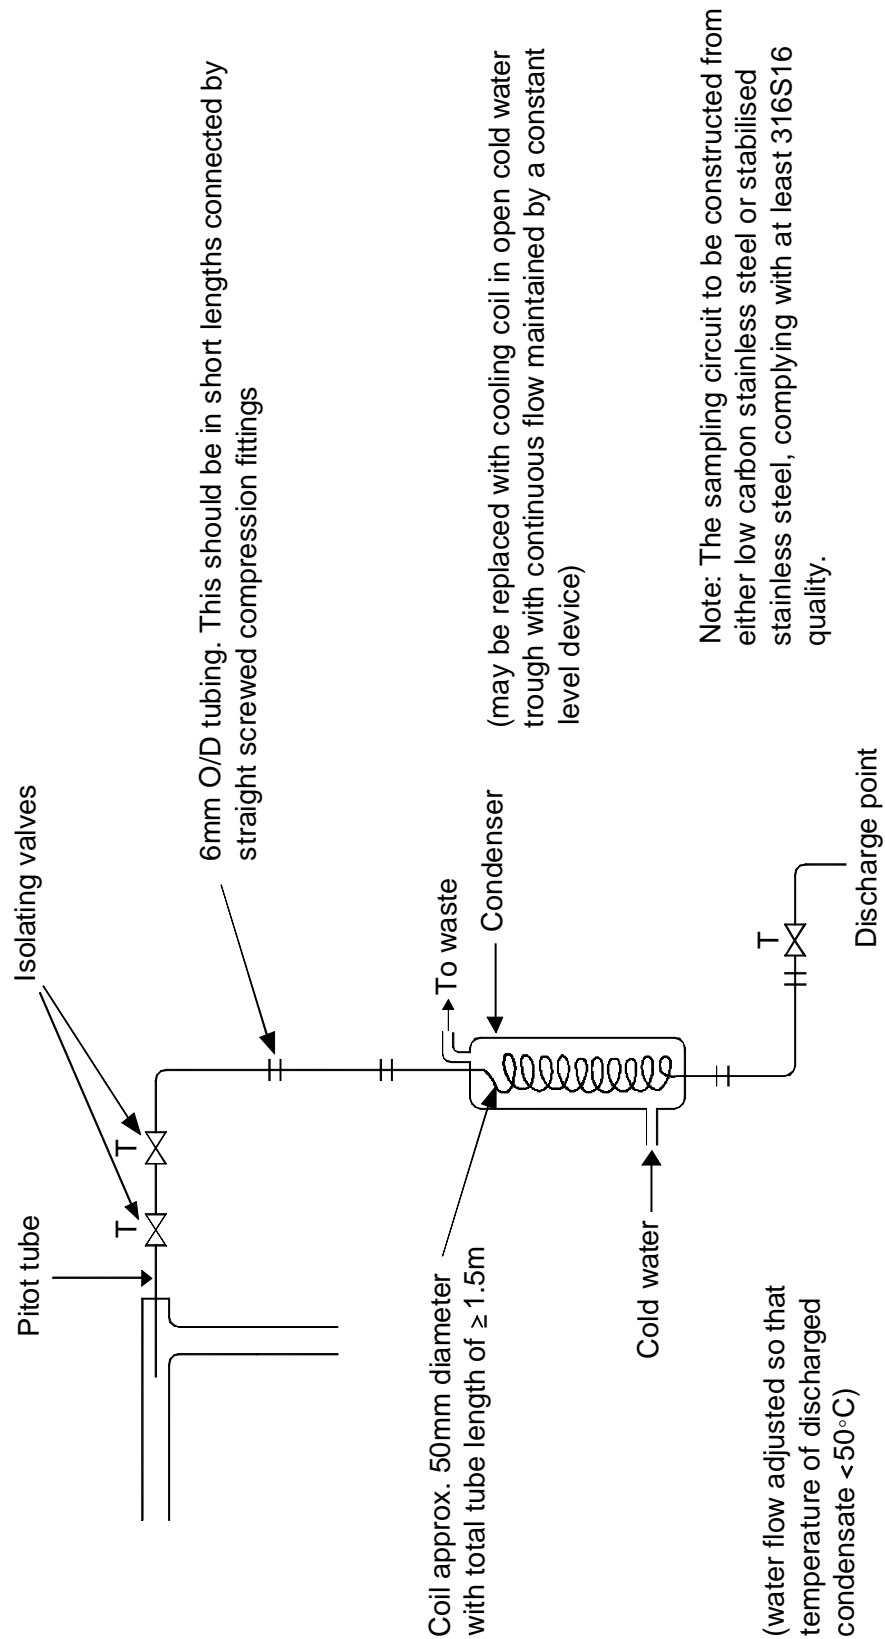 Isolating valves
Pitot tube
T
T
6mm O/D tubing. This should be in short lengths connected by
straight screwed compression fittings
Coil approx. 50mm diameter
with total tube length of ≥ 1.5m
To waste
Condenser
(may be replaced with cooling coil in open cold water
trough with continuous flow maintained by a constant
level device)
Cold water
Note: The sampling circuit to be constructed from
either low carbon stainless steel or stabilised
stainless steel, complying with at least 316S16
quality.
T
(water flow adjusted so that
temperature of discharged
condensate <50°C)
Discharge point